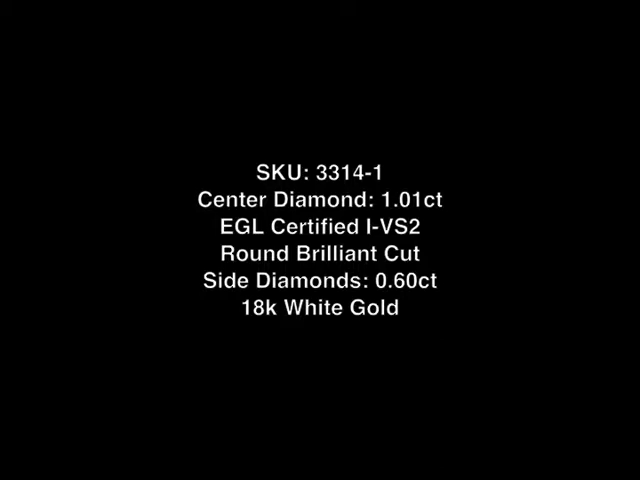 SKU: 3314-1
Center Diamond: 1.01ct
EGL Certified I-VS2
Round Brilliant Cut
Side Diamonds: 0.60ct
18k White Gold